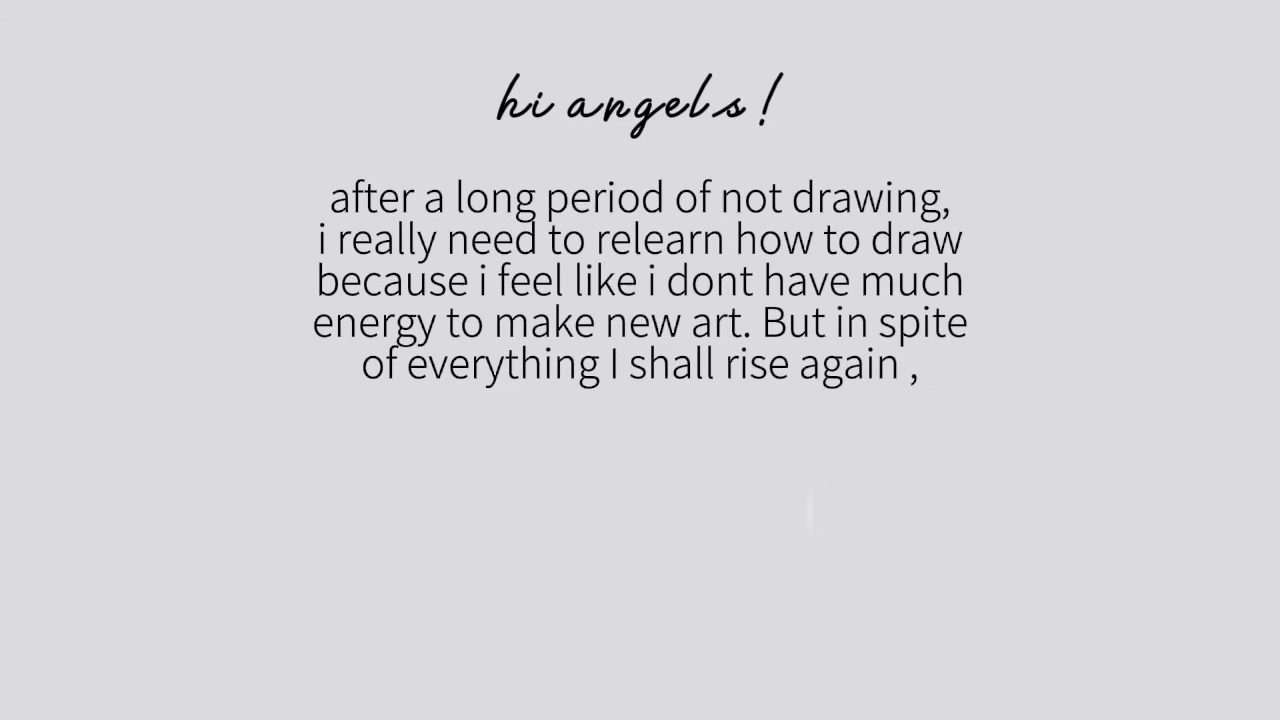 hi angels!
after a long period of not drawing,
i really need to relearn how to draw
because i feel like i dont have much
energy to make new art. But in spite
of everything I shall rise again ,